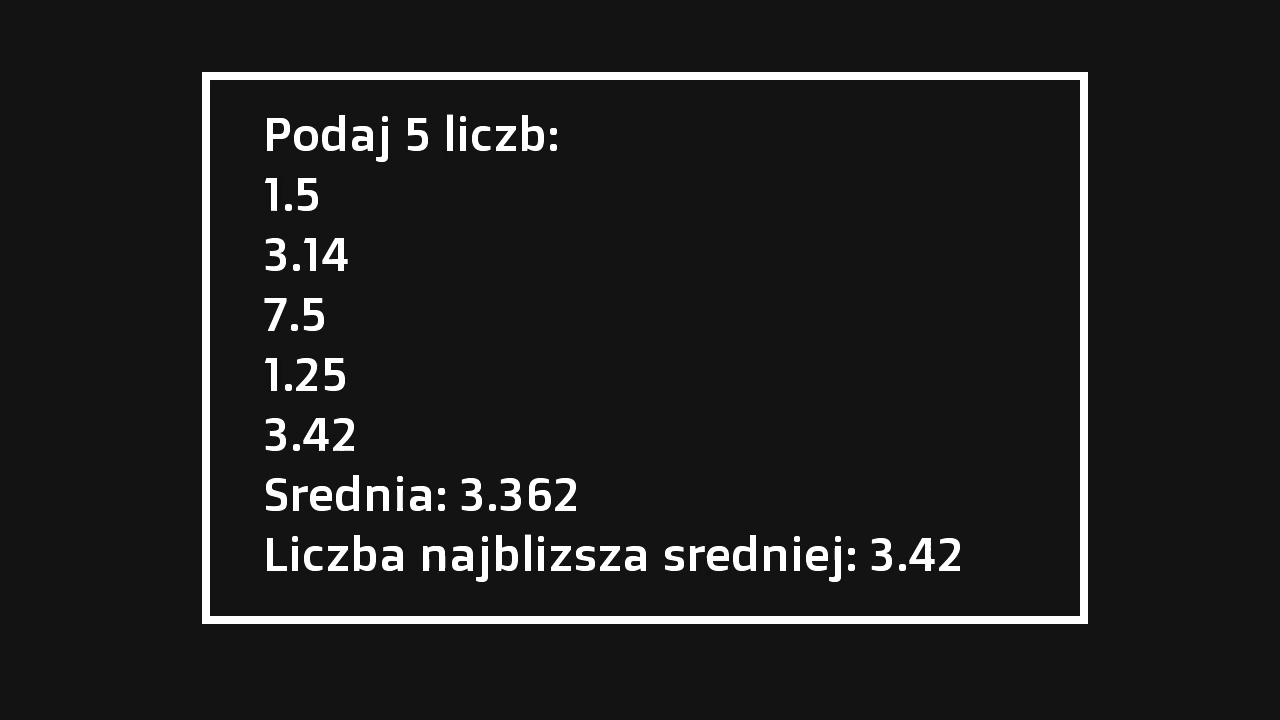 Podaj 5 liczb:
1.5
3.14
7.5
1.25
3.42
Srednia: 3.362
Liczba najblizsza sredniej: 3.42